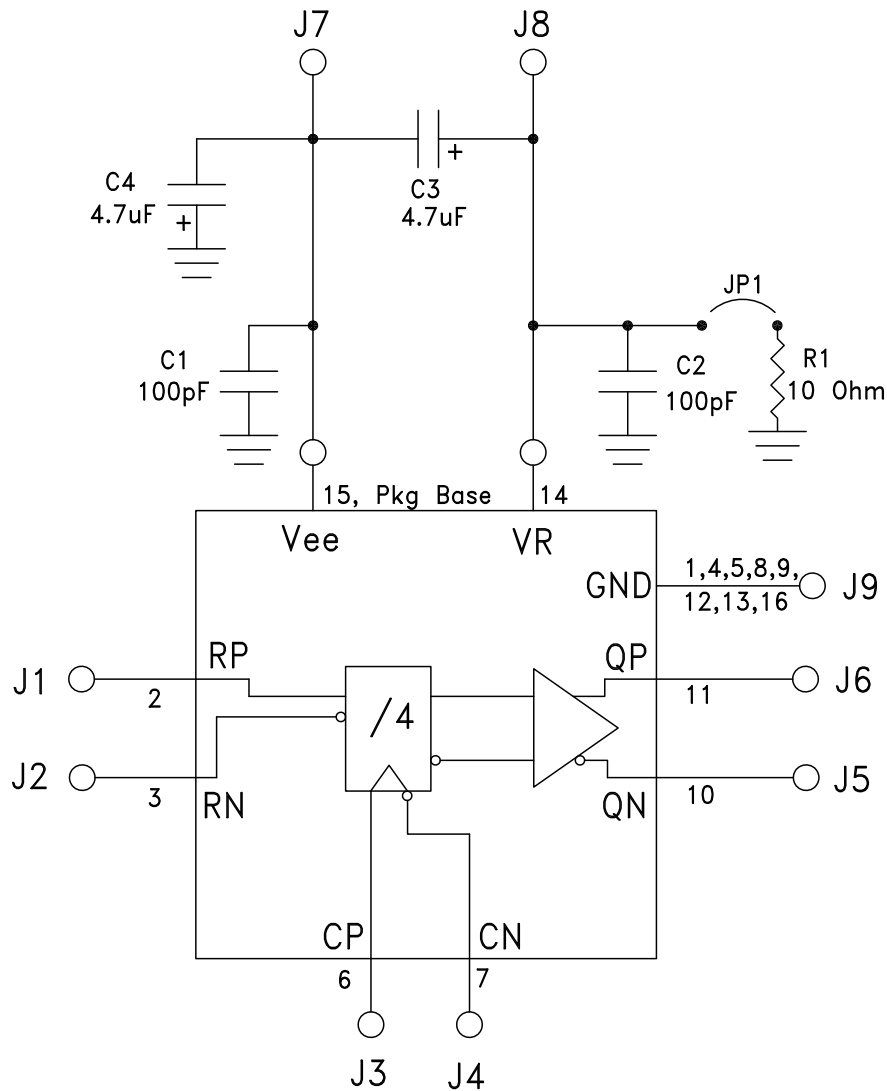 J7
J8
C4
4.7uF
+
+
C3
4.7uF
JP1
C1
100pF
C2
100pF
R1
10 Ohm
15, Pkg Base
14
Vee
VR
GND
1,4,5,8,9,
12,13,16
J9
J1
2
RP
QP
11
J6
/4
J2
3
RN
QN
10
J5
CP
CN
6
7
J3
J4